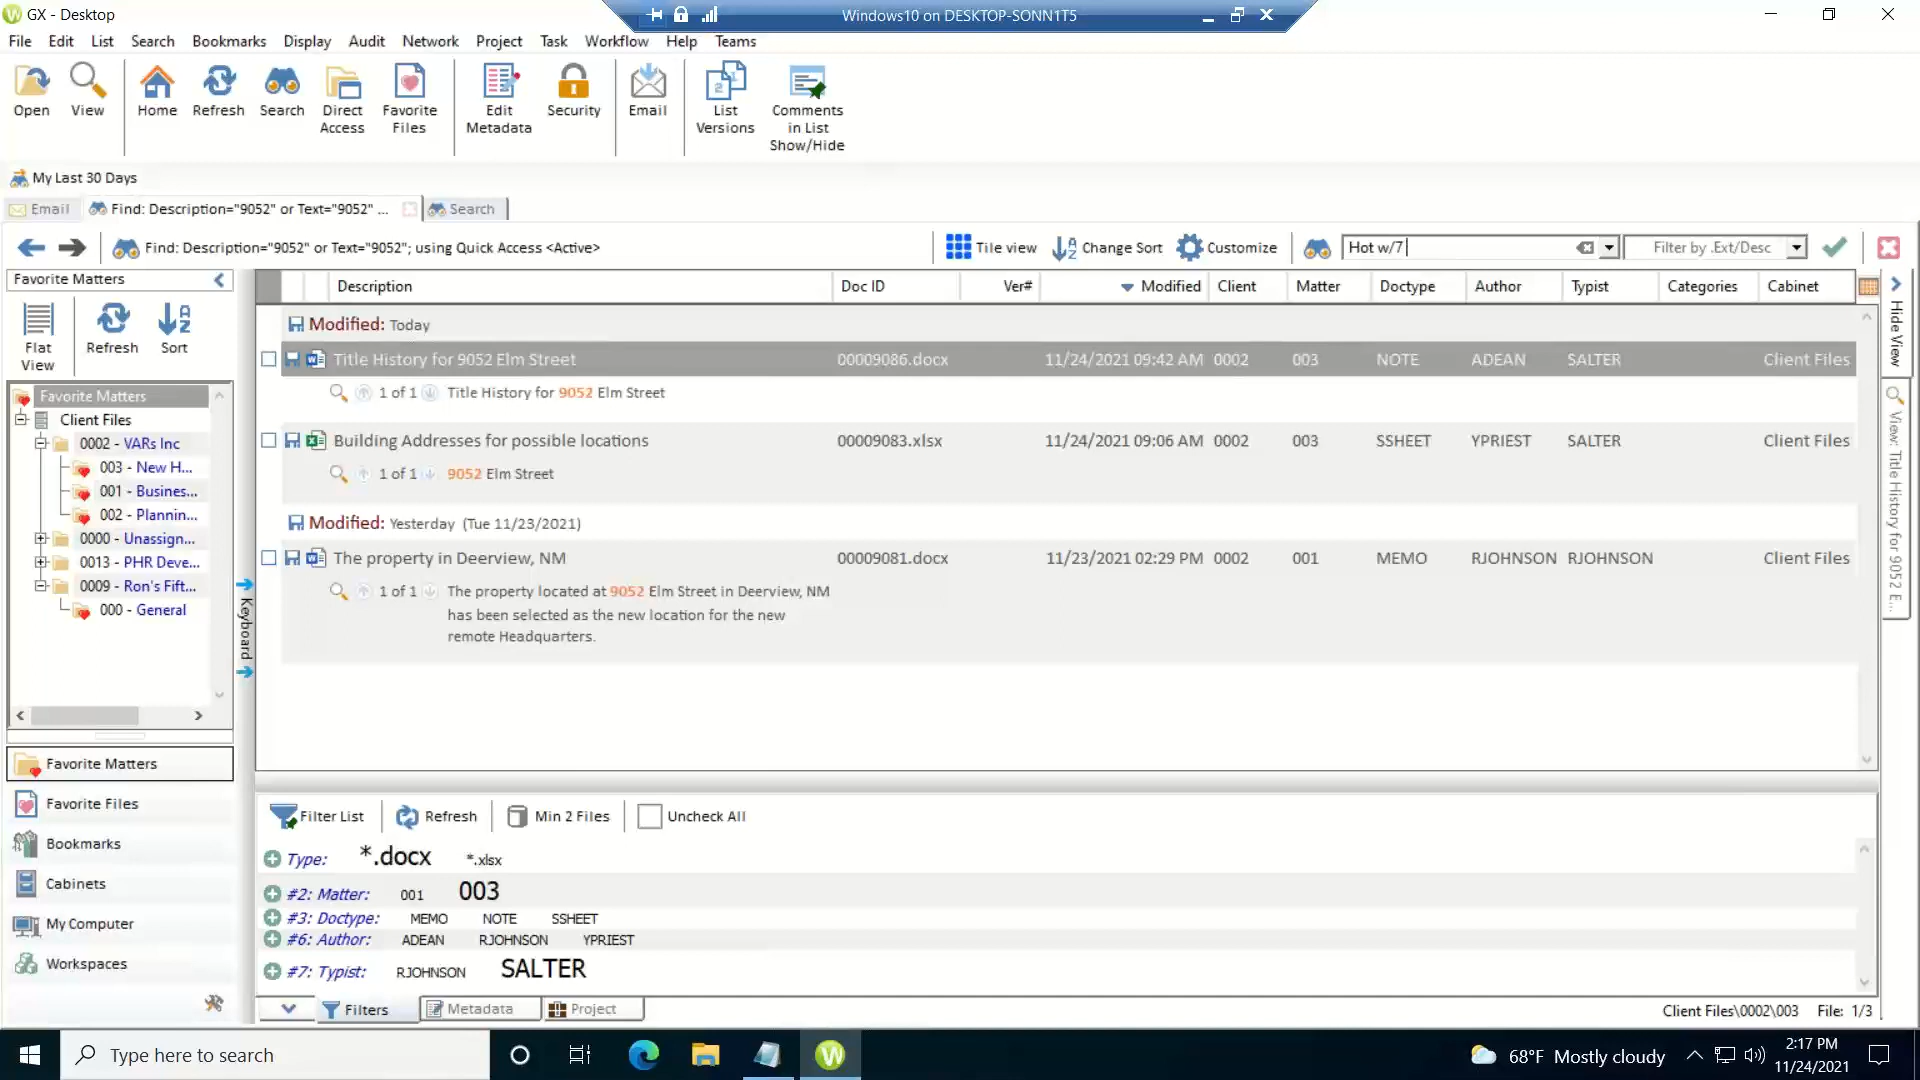 GX - Desktop
Windows10 on DESKTOP-SONN1T5
File Edit List Search Bookmarks Display Audit Network Project Task Workflow Help Teams
Open View Home Refresh Search Direct Access Favorite Files Edit Metadata Security Email List Versions Comments in List Show/Hide
My Last 30 Days
Email Find: Description="9052" or Text="9052" ... Search
Find: Description="9052" or Text="9052"; using Quick Access <Active> Tile view Change Sort Customize Hot w/7 Filter by .Ext/Desc
Favorite Matters
Description Doc ID Ver# Modified Client Matter Doctype Author Typist Categories Cabinet
Flat View Refresh Sort
Modified: Today
Title History for 9052 Elm Street 00009086.docx 11/24/2021 09:42 AM 0002 003 NOTE ADEAN SALTER Client Files
1 of 1 Title History for 9052 Elm Street
Building Addresses for possible locations 00009083.xlsx 11/24/2021 09:06 AM 0002 003 SSHEET YPRIEST SALTER Client Files
1 of 1 9052 Elm Street
Modified: Yesterday (Tue 11/23/2021)
The property in Deerview, NM 00009081.docx 11/23/2021 02:29 PM 0002 001 MEMO RJOHNSON RJOHNSON Client Files
1 of 1 The property located at 9052 Elm Street in Deerview, NM
has been selected as the new location for the new
remote Headquarters.
Favorite Matters
Client Files
0002 - VARs Inc
003 - New H...
001 - Busines...
002 - Plannin...
0000 - Unassign...
0013 - PHR Deve...
0009 - Ron's Fift...
000 - General
Keyboard
Hide View
View: Title History for 9052 E...
Favorite Matters
Favorite Files
Bookmarks
Cabinets
My Computer
Workspaces
Filter List Refresh Min 2 Files Uncheck All
Type: *.docx *.xlsx
#2: Matter: 001 003
#3: Doctype: MEMO NOTE SSHEET
#6: Author: ADEAN RJOHNSON YPRIEST
#7: Typist: RJOHNSON SALTER
Filters Metadata Project
Client Files\0002\003 File: 1/3
Type here to search
68°F Mostly cloudy
2:17 PM
11/24/2021